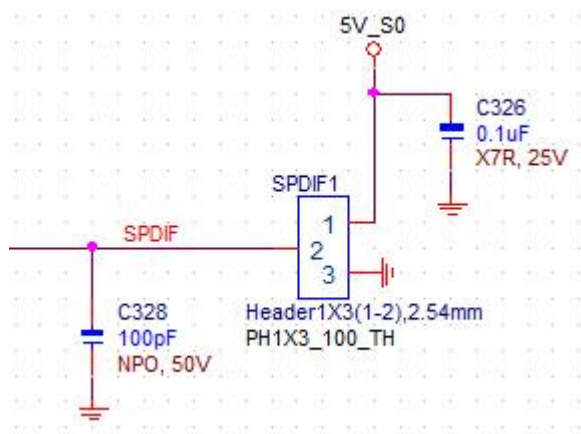 5V_S0
C326
0.1uF
X7R, 25V
SPDIF1
1
SPDIF
2
3
C328
100pF
NPO, 50V
Header1X3(1-2),2.54mm
PH1X3_100_TH